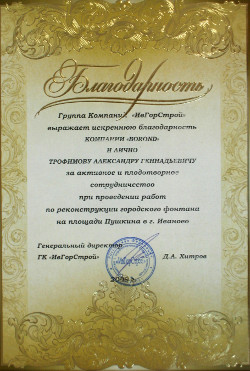 Благодарность
Группа Компаний «ИвГорСтрой»
выражает искреннюю благодарность
КОМПАНИИ
И ЛИЧНО
ТРОФИМОВУ АЛЕКСАНДРУ ГЕННАДЬЕВИЧУ
за активное и плодотворное
сотрудничество
при проведении работ
по реконструкции городского фонтана
на площади Пушкина в г. Иваново
Генеральный директор
ГК «ИвГорСтрой» Д.А. Хитров